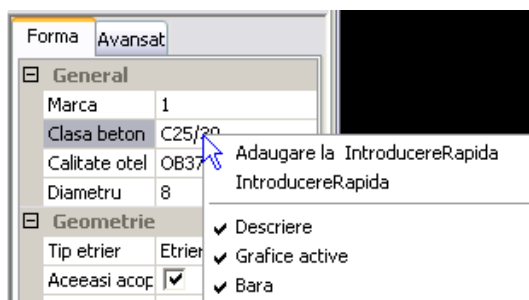 Forma Avansat
General
Marca 1
Clasa beton C25/30
Calitate otel OB37
Diametru 8
Geometrie
Tip etrier Etrier
Aceeasi acop
Adaugare la IntroducereRapida
IntroducereRapida
Descriere
Grafice active
Bara